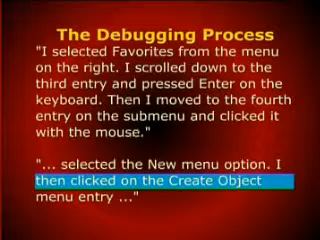 The Debugging Process
"I selected Favorites from the menu
on the right. I scrolled down to the
third entry and pressed Enter on the
keyboard. Then I moved to the fourth
entry on the submenu and clicked it
with the mouse."
"... selected the New menu option. I
then clicked on the Create Object
menu entry ..."